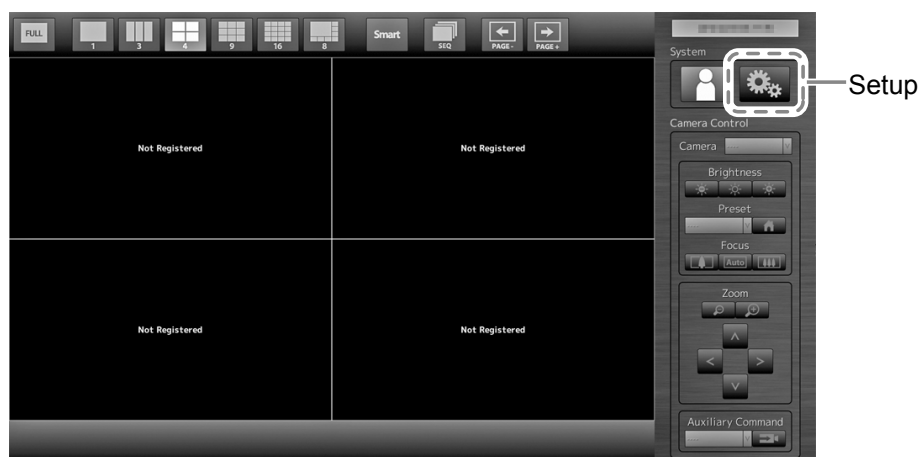 FULL
1
3
4
9
16
8
Smart
SEQ
PAGE-
PAGE+
System
Setup
Camera Control
Camera
Not Registered
Not Registered
Brightness
Preset
Focus
Auto
Not Registered
Not Registered
Zoom
Auxiliary Command